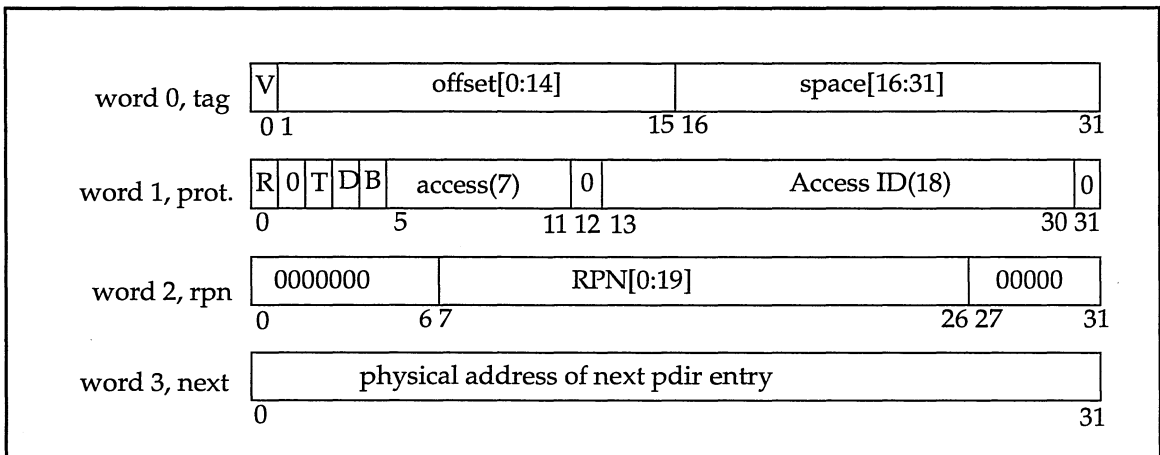 word 0, tag V offset[0:14] space[16:31]
0 1 15 16 31
word 1, prot. R 0 T D B access(7) 0 Access ID(18) 0
0 5 11 12 13 30 31
word 2, rpn 0000000 RPN[0:19] 00000
0 6 7 26 27 31
word 3, next physical address of next pdir entry
0 31